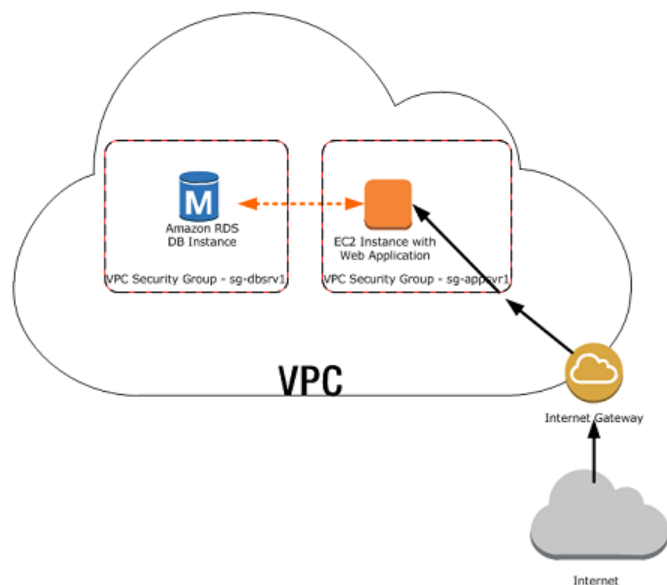 M
Amazon RDS
DB Instance
VPC Security Group - sg-dbsrv1
EC2 Instance with
Web Application
VPC Security Group - sg-appsvr1
VPC
Internet Gateway
Internet